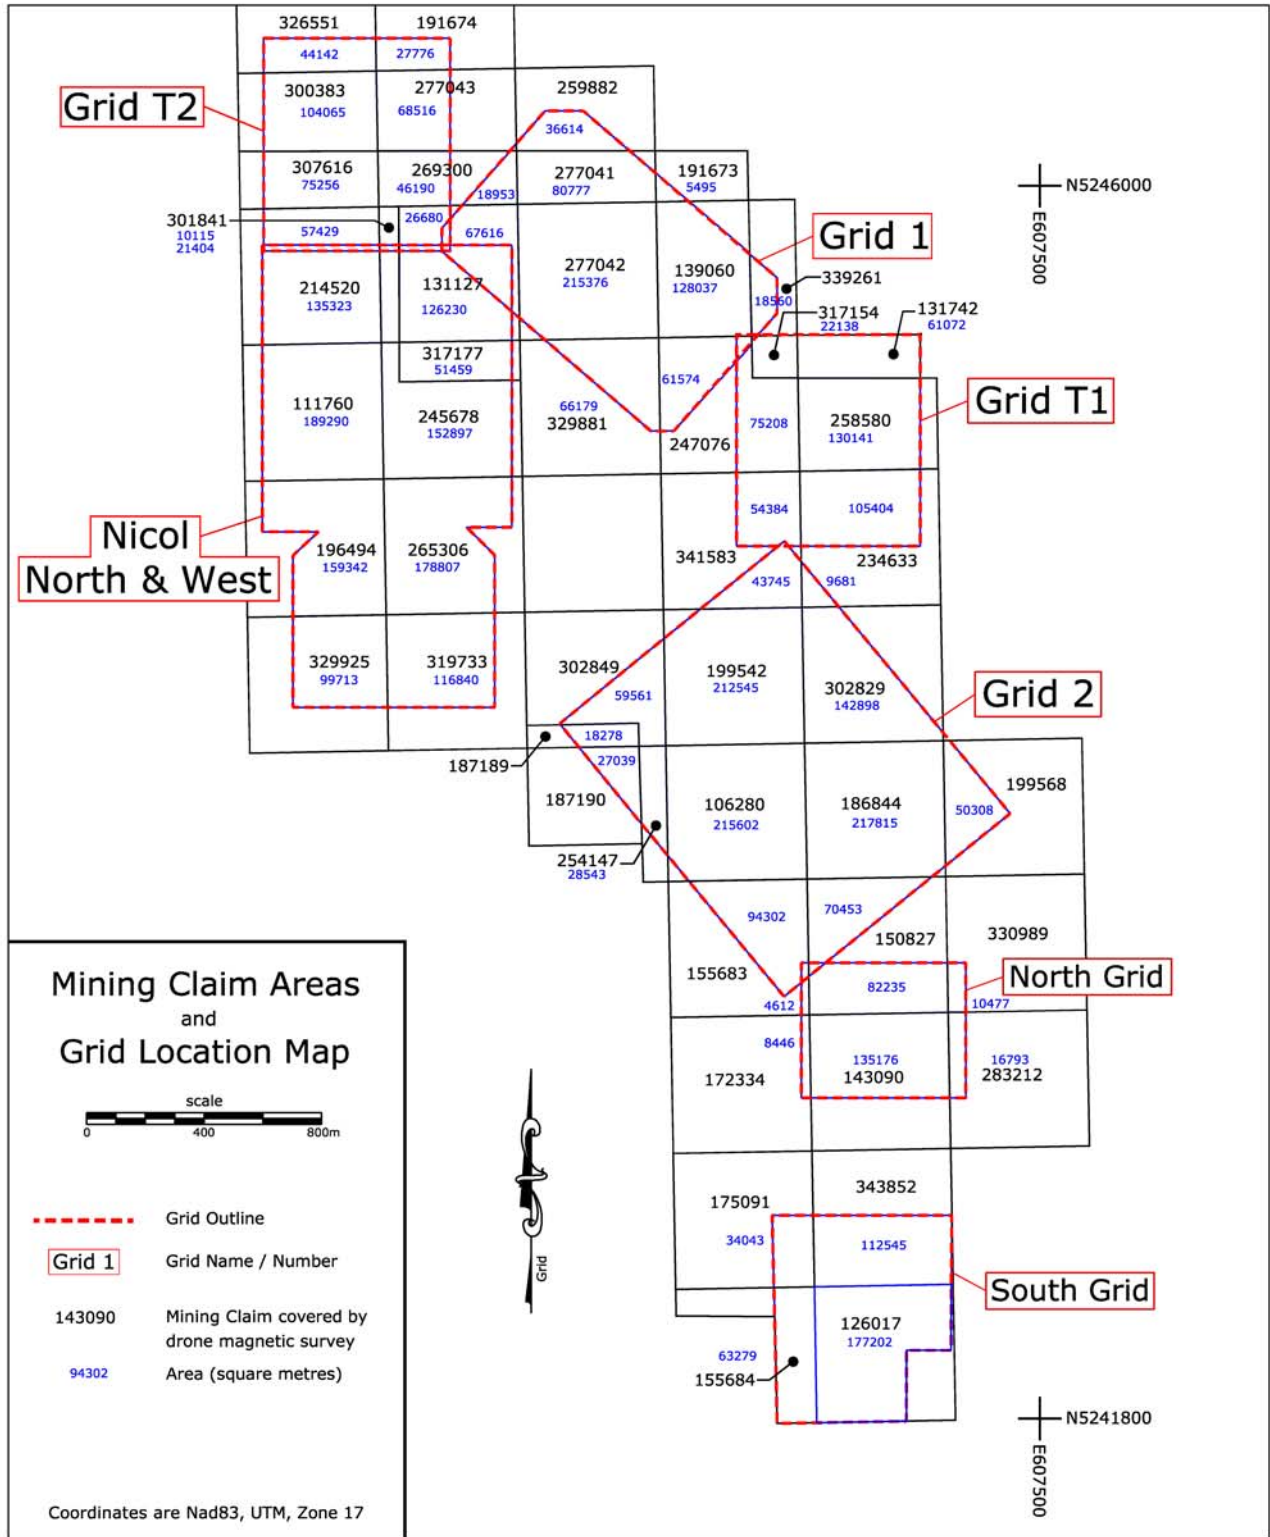 326551 191674
44142 27776
300383 277043 259882
104065 68516
Grid T2
36614
307616 269300 277041 191673
75256 46190 18953 80777 5495
N5246000
E607500
301841
10115
21404
57429 26680 67616
Grid 1
277042 139060 339261
215376 128037
214520 131127
135323 126230
18560
317154 131742
22138 61072
317177
51459
61574
Grid T1
111760 245678 66179
189290 152897 329881
247076 75208 258580
130141
54384 105404
Nicol
North & West
196494 265306
159342 178807
341583 234633
43745 9681
329925 319733
99713 116840
302849 199542 302829
59561 212545 142898
Grid 2
18278
27039
187189
187190 106280 186844 199568
215602 217815 50308
254147
28543
94302 70453
150827 330989
155683
North Grid
4612 82235 10477
8446 135176 16793
172334 143090 283212
175091 343852
34043 112545
South Grid
126017
177202
63279
155684
N5241800
E607500
Mining Claim Areas
and
Grid Location Map
scale
0 400 800m
Grid
Grid Outline
Grid 1 Grid Name / Number
143090 Mining Claim covered by
drone magnetic survey
94302 Area (square metres)
Coordinates are Nad83, UTM, Zone 17